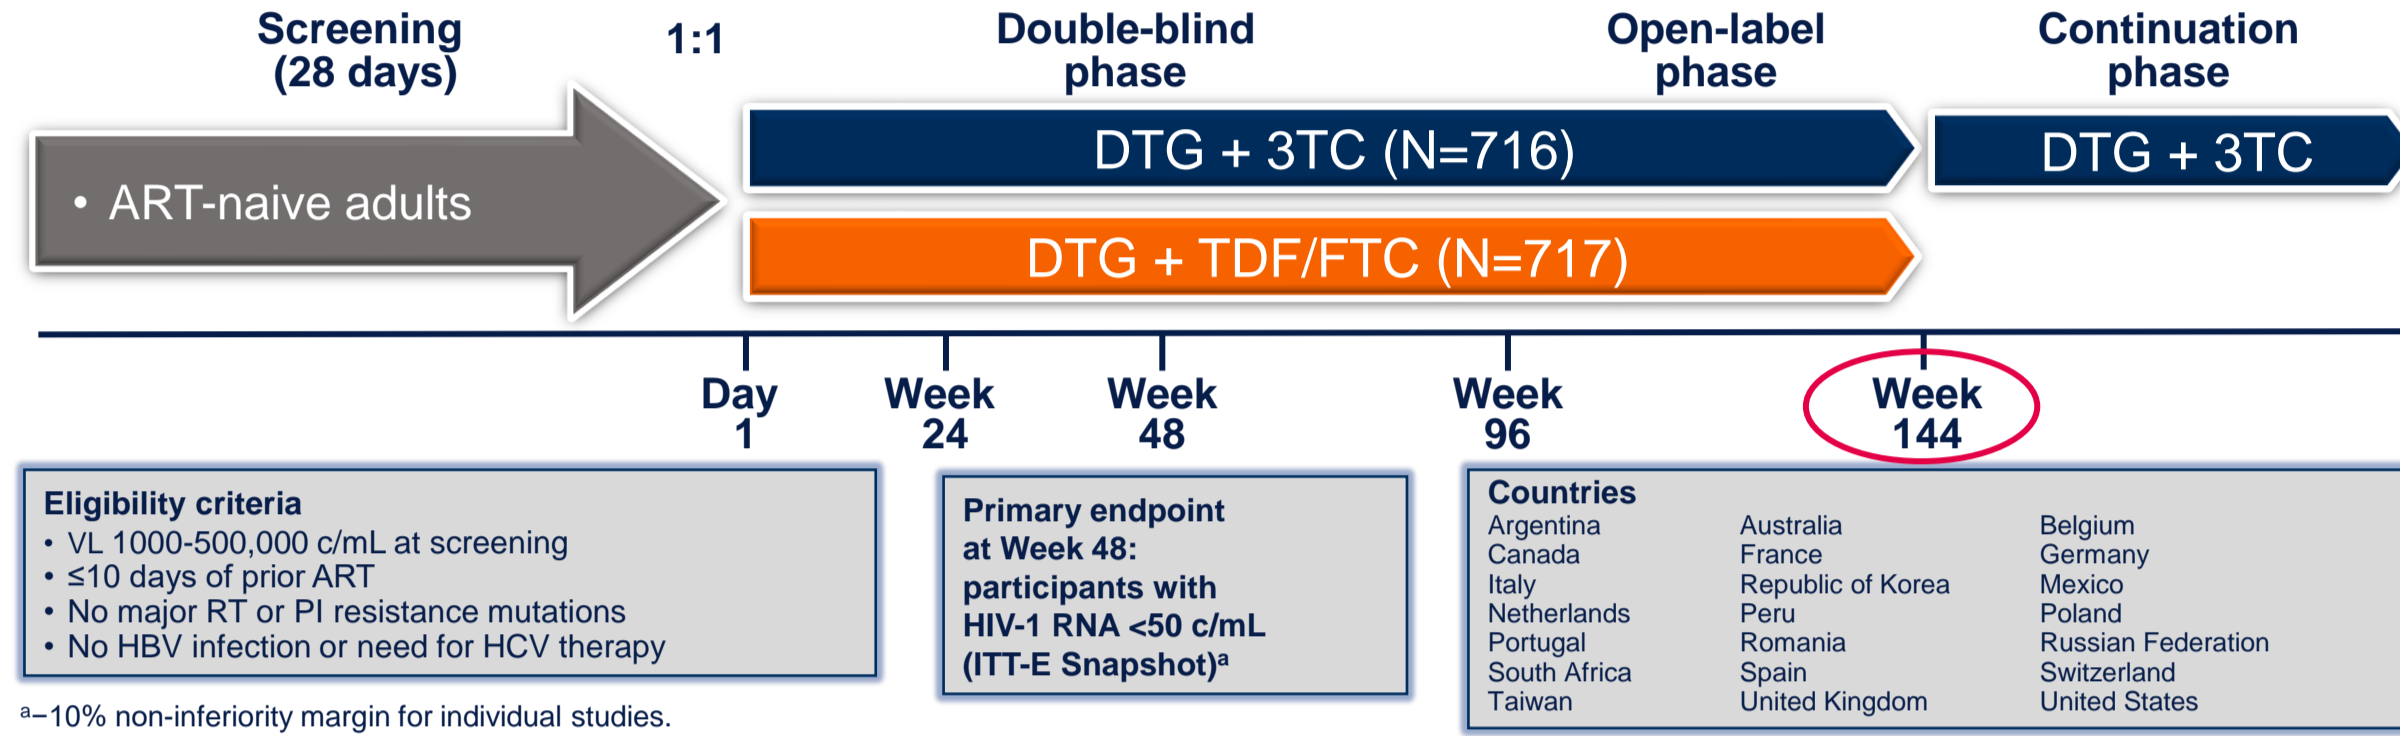 Screening
(28 days)
1:1
Double-blind
phase
Open-label
phase
Continuation
phase
• ART-naive adults
DTG + 3TC (N=716)
DTG + 3TC
DTG + TDF/FTC (N=717)
Day
1
Week
24
Week
48
Week
96
Week
144
Eligibility criteria
• VL 1000-500,000 c/mL at screening
• ≤10 days of prior ART
• No major RT or PI resistance mutations
• No HBV infection or need for HCV therapy
Primary endpoint
at Week 48:
participants with
HIV-1 RNA <50 c/mL
(ITT-E Snapshot)ᵃ
Countries
Argentina Australia Belgium
Canada France Germany
Italy Republic of Korea Mexico
Netherlands Peru Poland
Portugal Romania Russian Federation
South Africa Spain Switzerland
Taiwan United Kingdom United States
ᵃ–10% non-inferiority margin for individual studies.